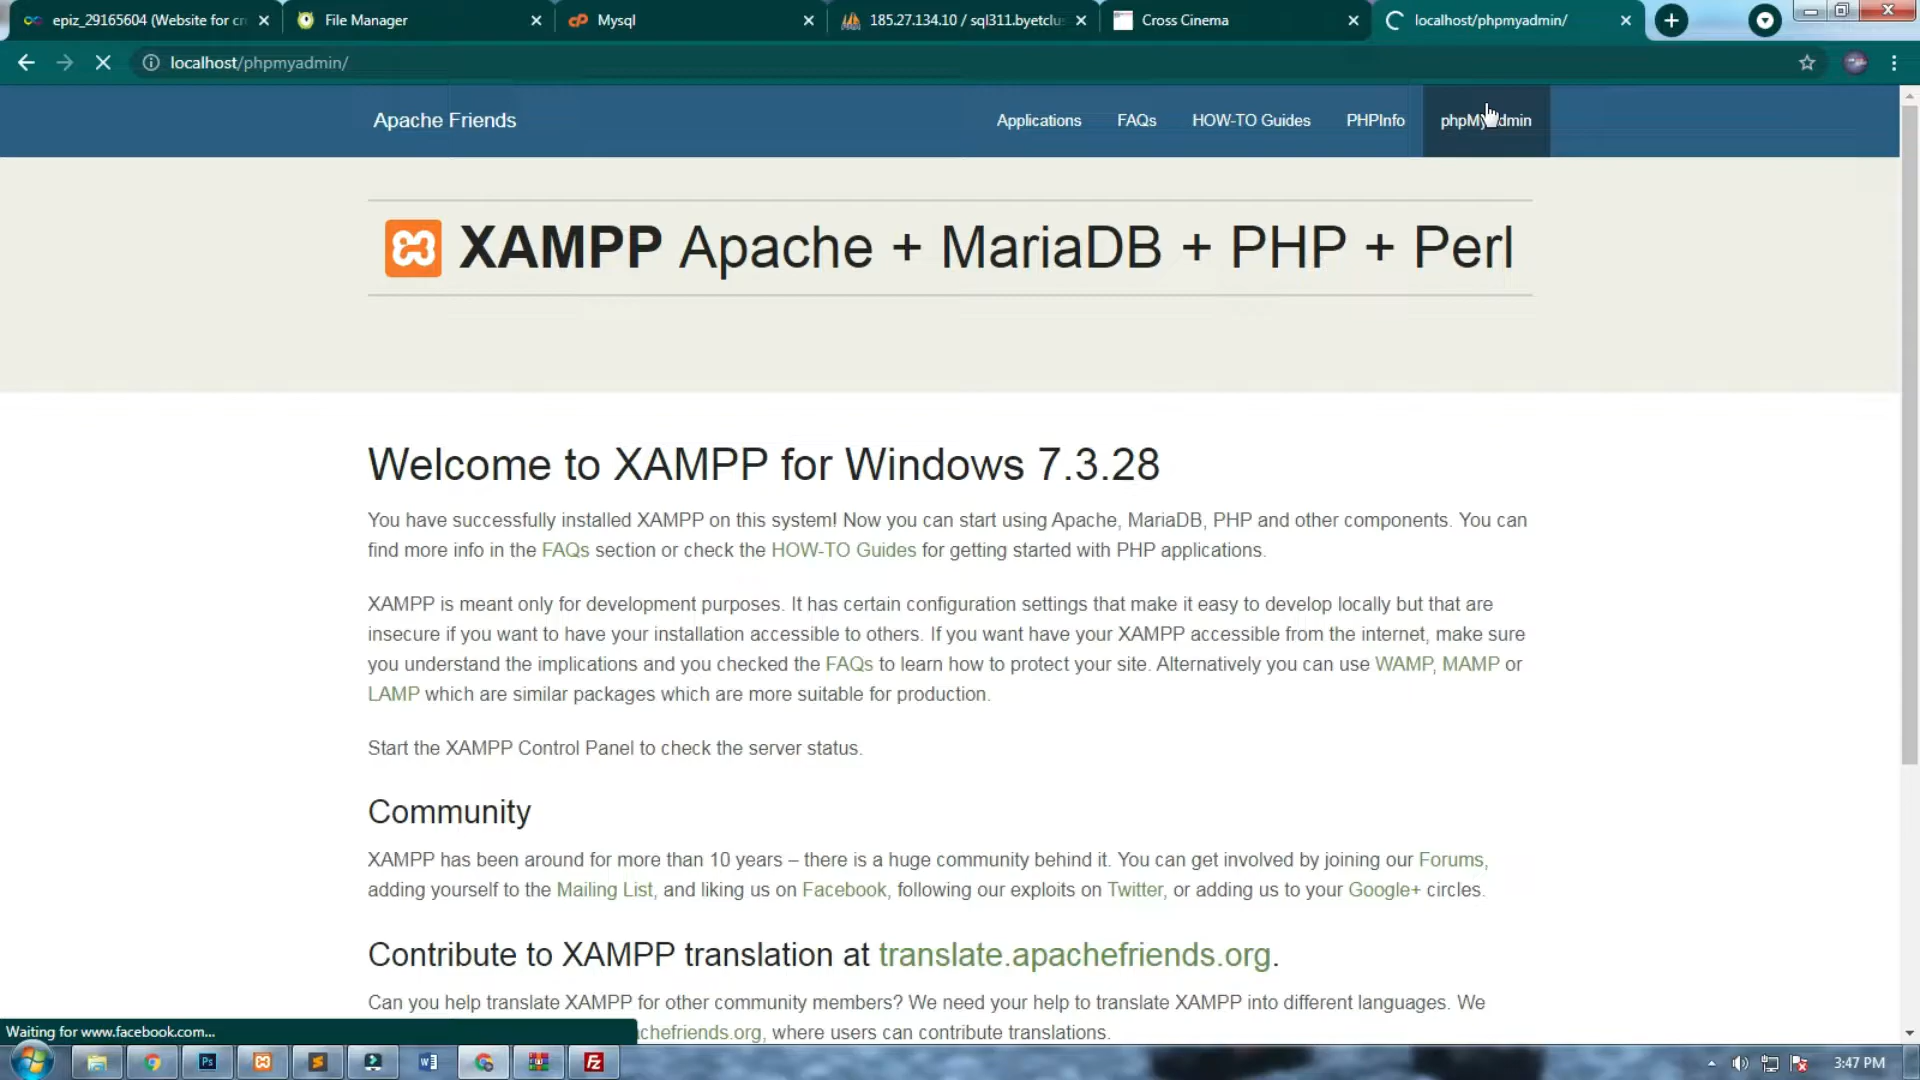 epiz_29165604 (Website for cr
File Manager
Mysql
185.27.134.10 / sql311.byetclus
Cross Cinema
localhost/phpmyadmin/
localhost/phpmyadmin/
Apache Friends
Applications
FAQs
HOW-TO Guides
PHPInfo
phpMyAdmin
XAMPP Apache + MariaDB + PHP + Perl
Welcome to XAMPP for Windows 7.3.28
You have successfully installed XAMPP on this system! Now you can start using Apache, MariaDB, PHP and other components. You can
find more info in the FAQs section or check the HOW-TO Guides for getting started with PHP applications.
XAMPP is meant only for development purposes. It has certain configuration settings that make it easy to develop locally but that are
insecure if you want to have your installation accessible to others. If you want have your XAMPP accessible from the internet, make sure
you understand the implications and you checked the FAQs to learn how to protect your site. Alternatively you can use WAMP, MAMP or
LAMP which are similar packages which are more suitable for production.
Start the XAMPP Control Panel to check the server status.
Community
XAMPP has been around for more than 10 years – there is a huge community behind it. You can get involved by joining our Forums,
adding yourself to the Mailing List, and liking us on Facebook, following our exploits on Twitter, or adding us to your Google+ circles.
Contribute to XAMPP translation at translate.apachefriends.org.
Can you help translate XAMPP for other community members? We need your help to translate XAMPP into different languages. We
chefriends.org, where users can contribute translations.
Waiting for www.facebook.com...
Ps
W
Fz
3:47 PM